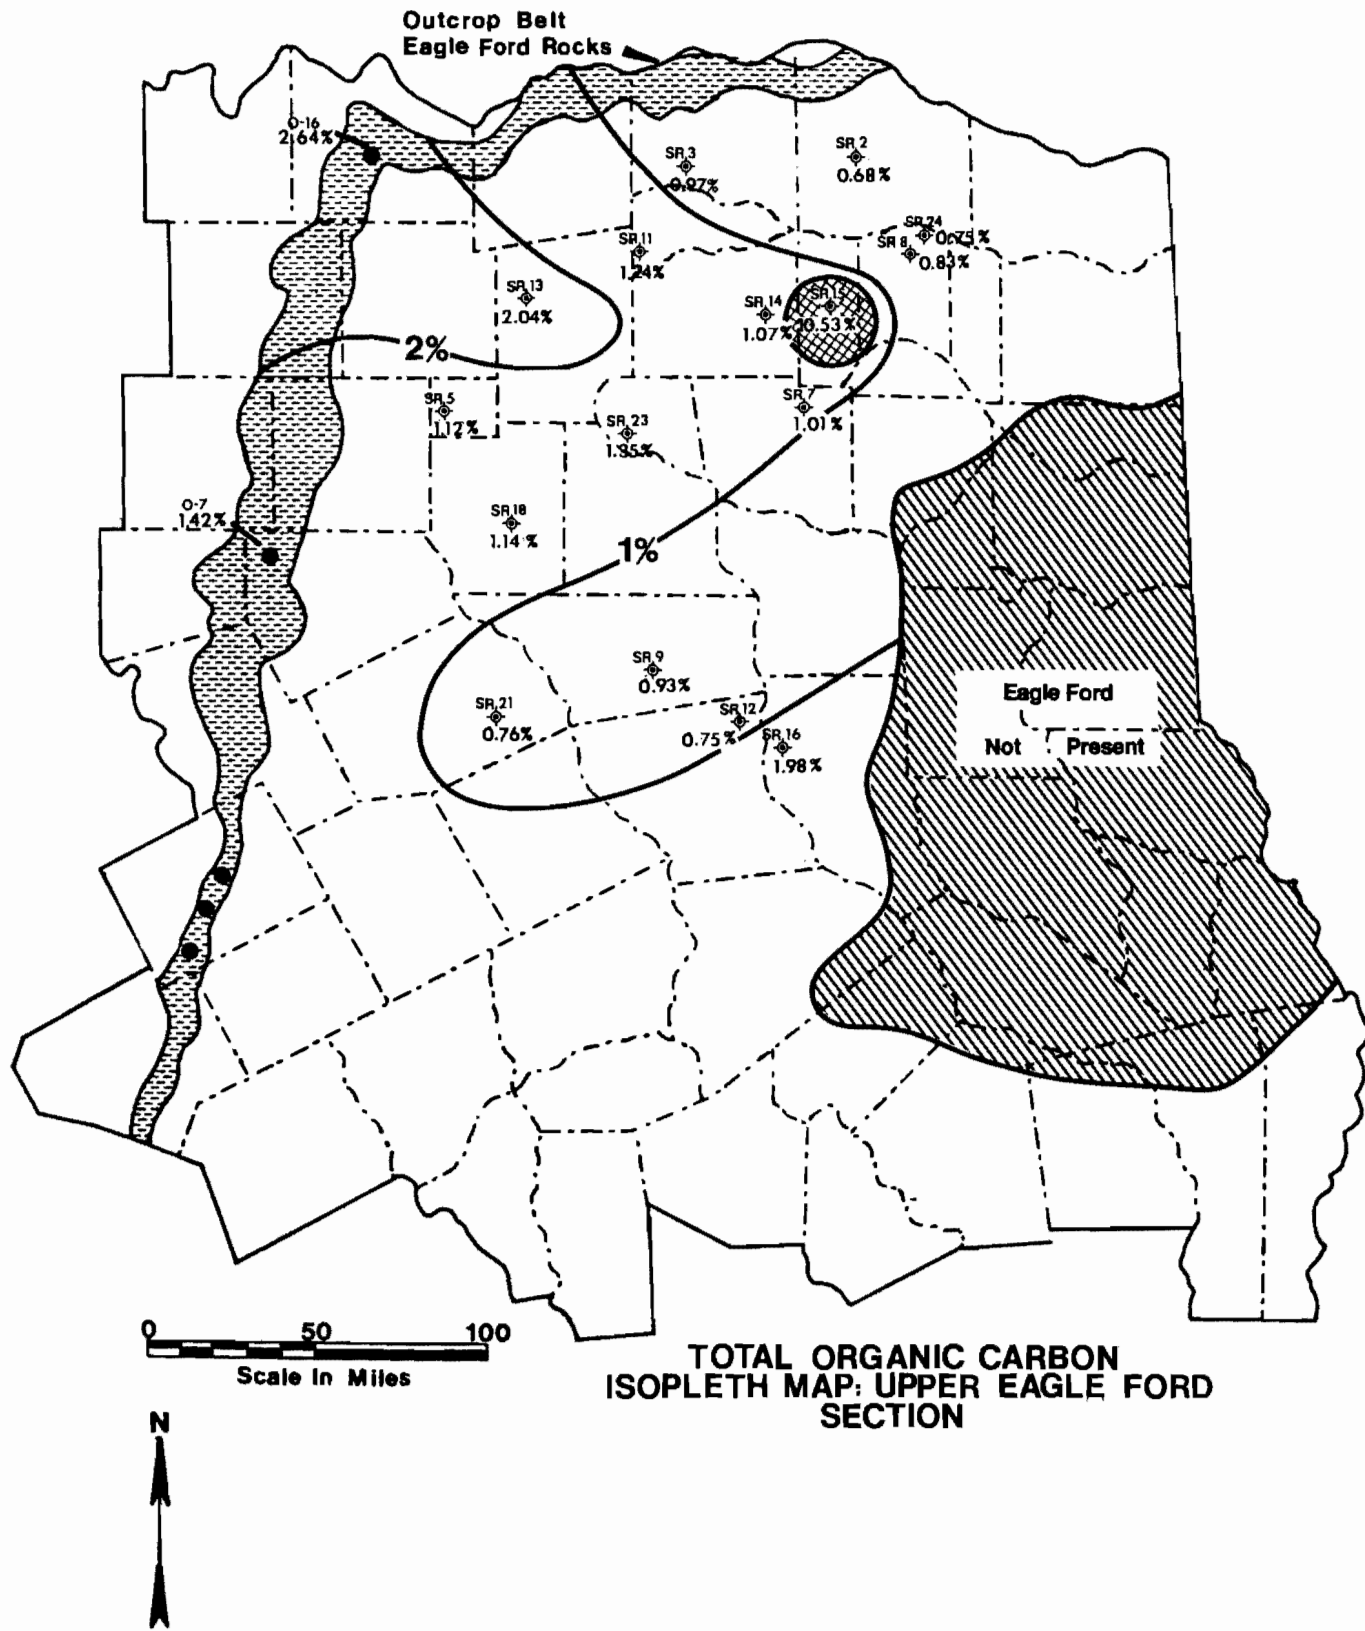 Outcrop Belt
Eagle Ford Rocks
O-16
2.64%
SR 3
0.97%
SR 2
0.68%
SR 24
0.75%
SR 8
0.83%
SR 11
1.24%
SR 13
2.04%
SR 14
1.07%
SR 15
10.53%
2%
SR 5
1.12%
SR 23
1.35%
SR 7
1.01%
O-7
1.42%
SR 18
1.14%
1%
SR 9
0.93%
SR 21
0.76%
SR 12
0.75%
SR 16
1.98%
Eagle Ford
Not Present
0 50 100
Scale In Miles
TOTAL ORGANIC CARBON
ISOPLETH MAP: UPPER EAGLE FORD
SECTION
N